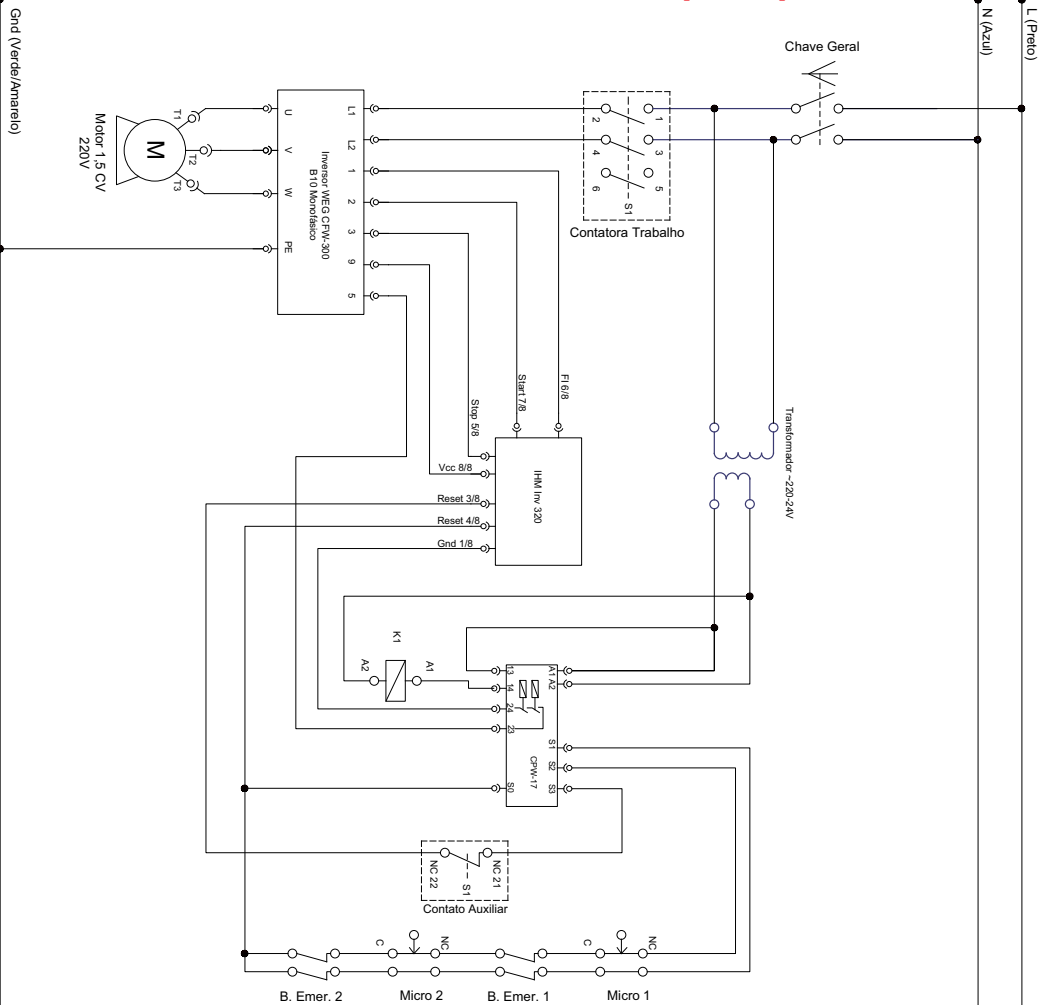 Gnd (Verde/Amarelo)
L (Preto)
N (Azul)
Chave Geral
T1
T2
T3
M
Motor 1,5 CV
220V
U
V
W
PE
Inversor WEG CFW-300
B10 Monofásico
L1
L2
1
2
3
9
5
2
1
4
3
6
5
S1
Contatora Trabalho
Transformador ~220-24V
FI 6/8
Start 7/8
Stop 5/8
Vcc 8/8
Reset 3/8
Reset 4/8
Gnd 1/8
IHM Inv 320
K1
A2
A1
13
14
24
23
S0
A1
A2
S1
S2
S3
CPW-17
NC 22
NC 21
S1
Contato Auxiliar
C
NC
C
NC
B. Emer. 2
Micro 2
B. Emer. 1
Micro 1